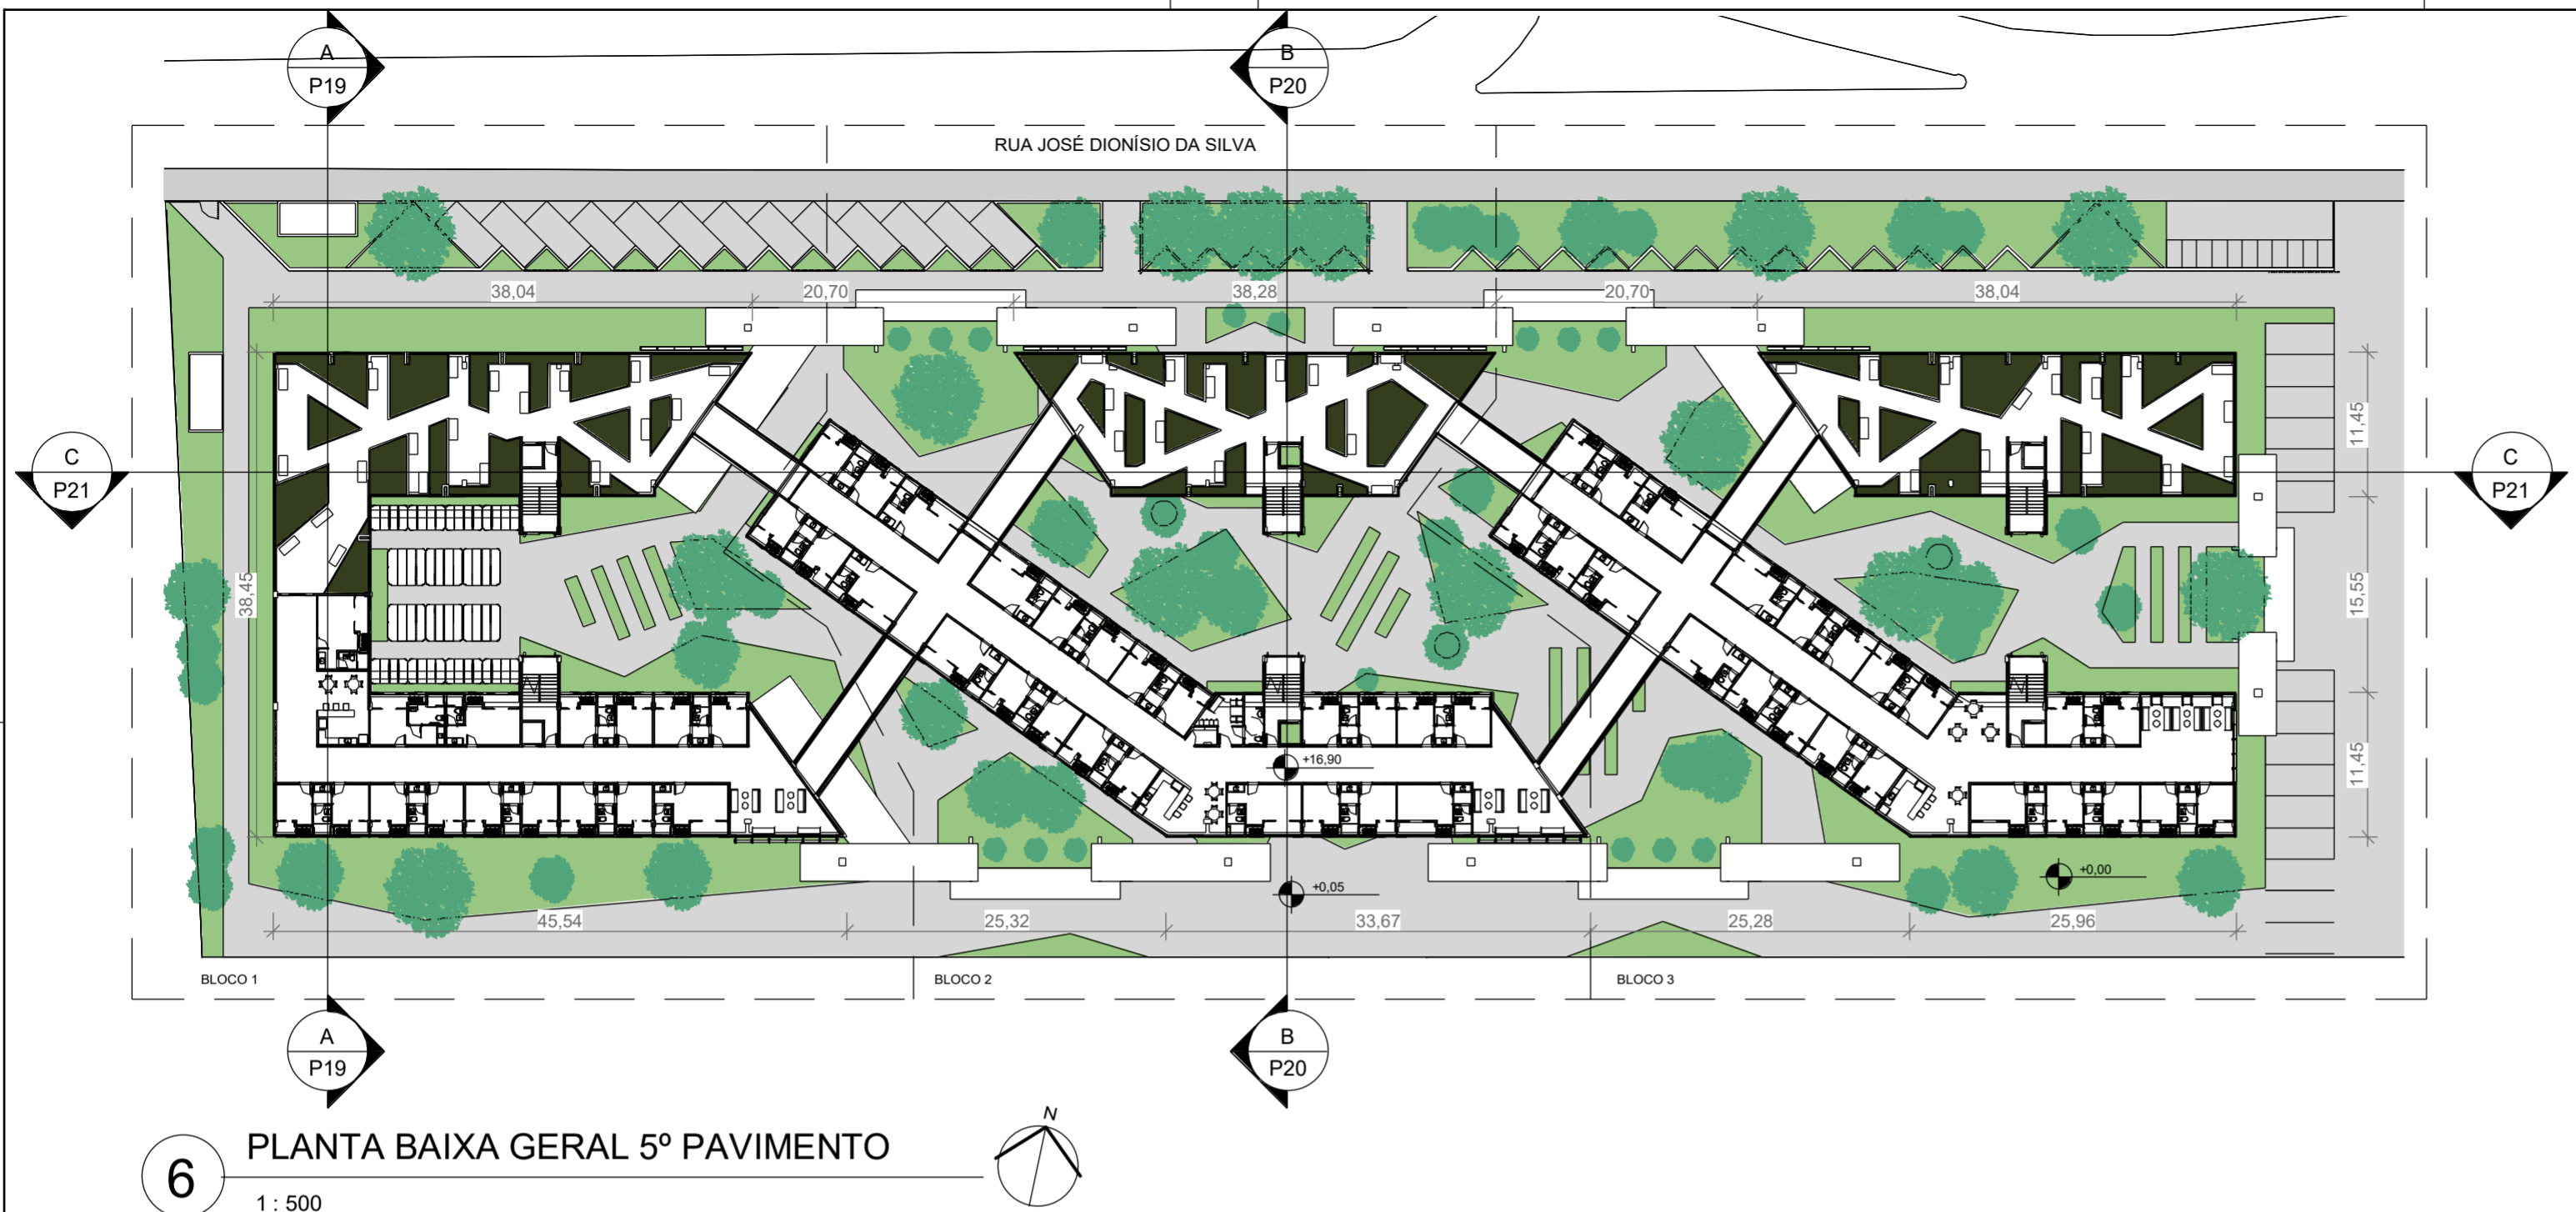 A
P19
B
P20
RUA JOSÉ DIONÍSIO DA SILVA
38,04
20,70
38,28
20,70
38,04
11,45
C
P21
C
P21
38,45
15,55
+16,90
11,45
+0,00
+0,05
45,54
25,32
33,67
25,28
25,96
BLOCO 1
BLOCO 2
BLOCO 3
A
P19
B
P20
N
6
PLANTA BAIXA GERAL 5º PAVIMENTO
1 : 500